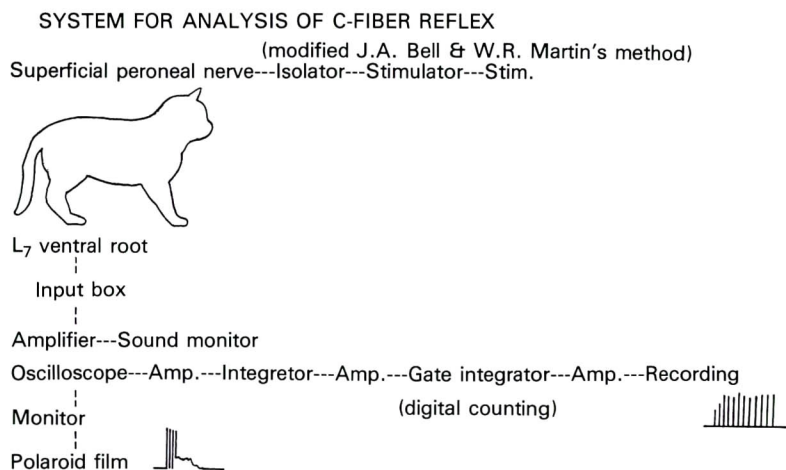 SYSTEM FOR ANALYSIS OF C-FIBER REFLEX
(modified J.A. Bell & W.R. Martin's method)
Superficial peroneal nerve---Isolator---Stimulator---Stim.
L₇ ventral root
Input box
Amplifier---Sound monitor
Oscilloscope---Amp.---Integretor---Amp.---Gate integrator---Amp.---Recording
(digital counting)
Monitor
Polaroid film